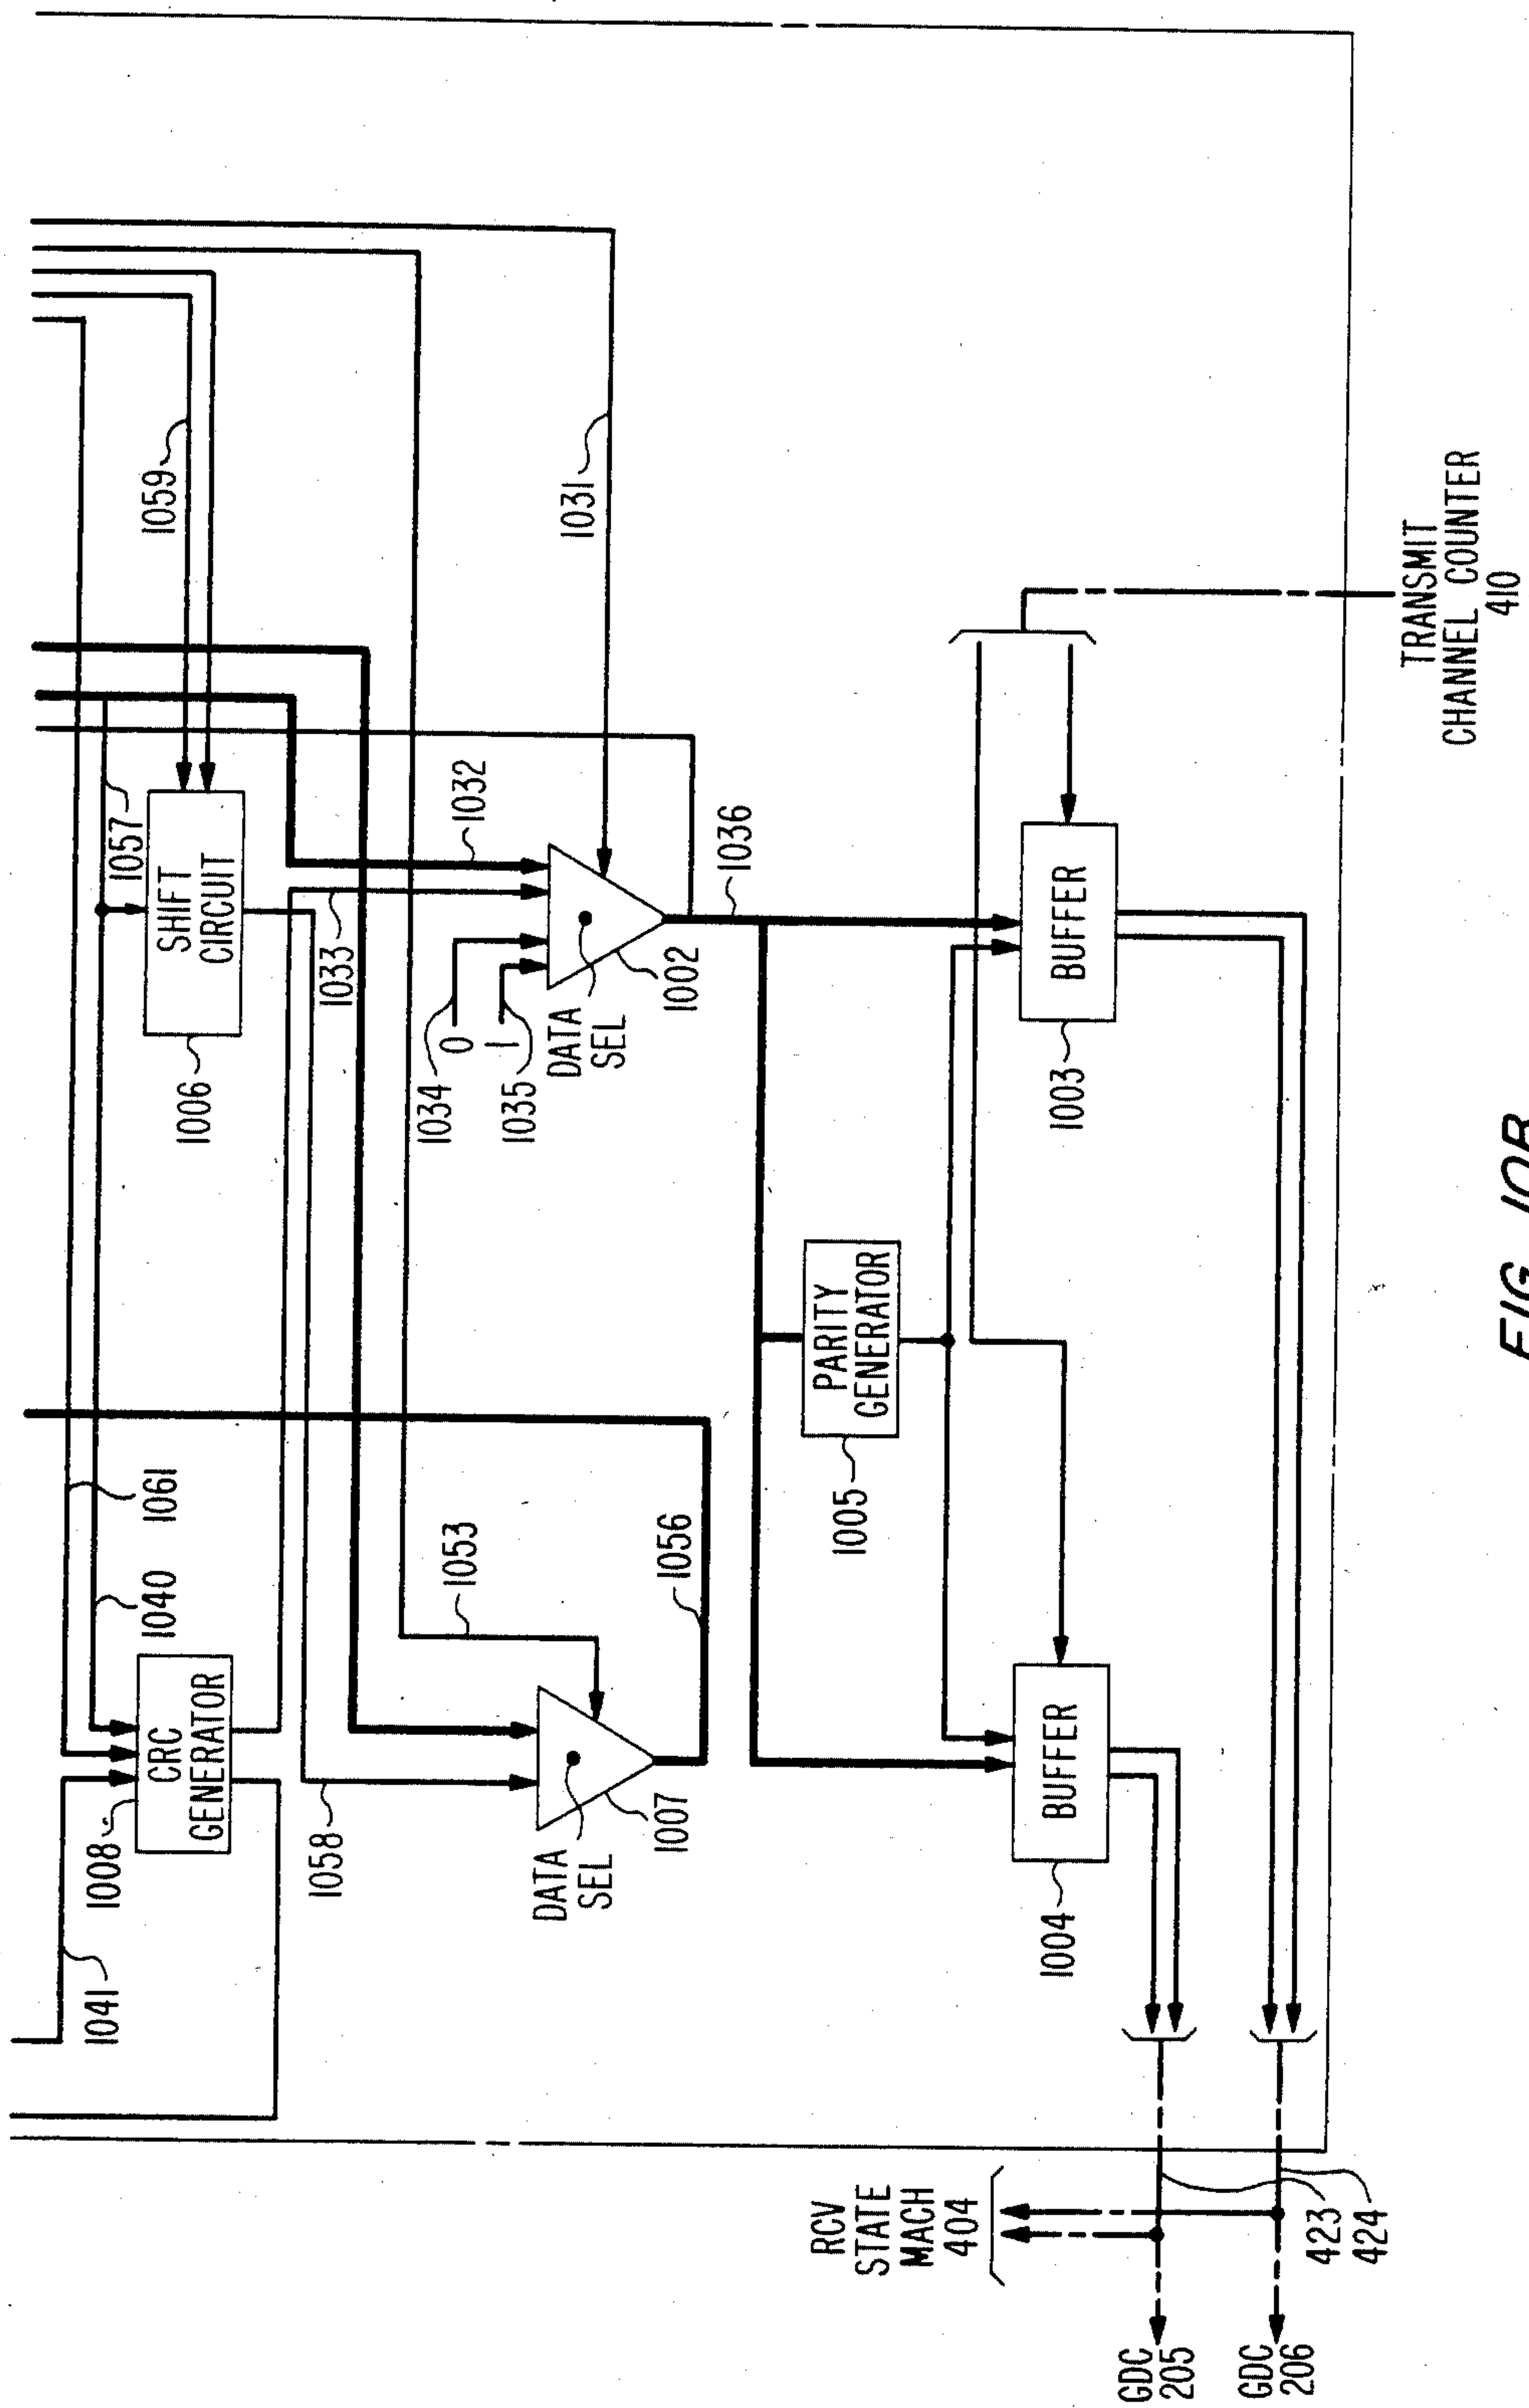 1041
1008
CRC
GENERATOR
1040
1061
1058
1006
SHIFT
CIRCUIT
1057
1059
1033
1034
0
1
1035
1032
1031
DATA
SEL
1002
DATA
SEL
1007
1053
1056
1036
1005
PARITY
GENERATOR
1004
BUFFER
1003
BUFFER
RCV
STATE
MACH
404
423
424
GDC
205
GDC
206
TRANSMIT
CHANNEL COUNTER
410
FIG. 10B